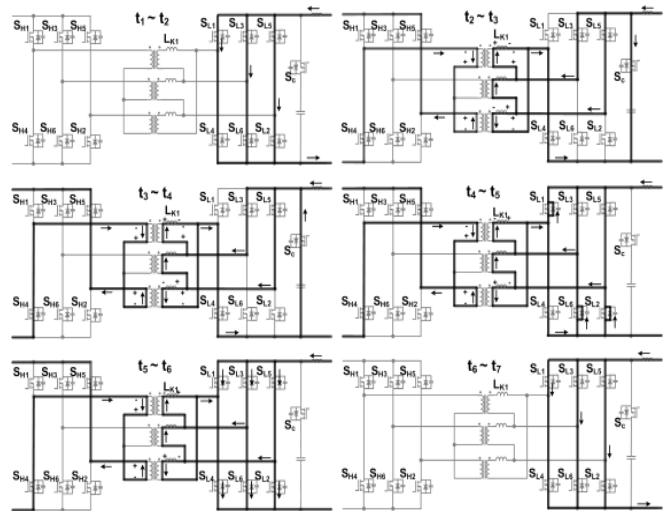 t1 ~ t2
SH1 SH3 SH5
LK1
SL1 SL3 SL5
Sc
SH4 SH6 SH2
SL4 SL6 SL2
t2 ~ t3
SH1 SH3 SH5
LK1
SL1 SL3 SL5
Sc
SH4 SH6 SH2
SL4 SL6 SL2
t3 ~ t4
SH1 SH3 SH5
LK1
SL1 SL3 SL5
Sc
SH4 SH6 SH2
SL4 SL6 SL2
t4 ~ t5
SH1 SH3 SH5
LK1
SL1 SL3 SL5
Sc
SH4 SH6 SH2
SL4 SL6 SL2
t5 ~ t6
SH1 SH3 SH5
LK1
SL1 SL3 SL5
Sc
SH4 SH6 SH2
SL4 SL6 SL2
t6 ~ t7
SH1 SH3 SH5
LK1
SL1 SL3 SL5
Sc
SH4 SH6 SH2
SL4 SL6 SL2